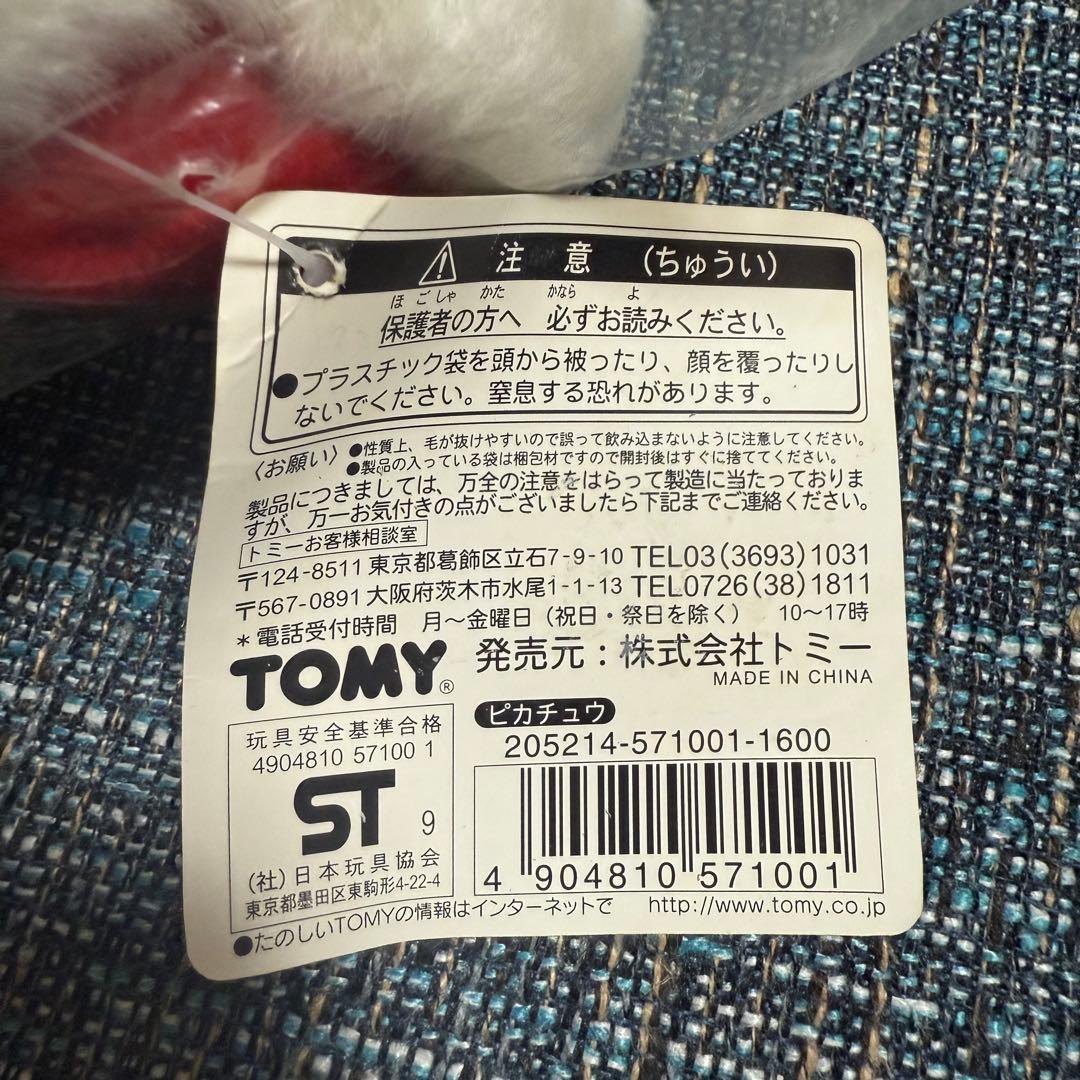 注意 (ちゅうい)
保護者の方へ 必ずお読みください。
ほごしゃ かた かなら よ
●プラスチック袋を頭から被ったり、顔を覆ったりし
ないでください。窒息する恐れがあります。
〈お願い〉●性質上、毛が抜けやすいので誤って飲み込まないように注意してください。
●製品の入っている袋は梱包材ですので開封後はすぐに捨ててください。
製品につきましては、万全の注意をはらって製造に当たっておりま
すが、万一お気付きの点がございましたら下記までご連絡ください。
トミーお客様相談室
〒124-8511 東京都葛飾区立石7-9-10 TEL03(3693)1031
〒567-0891 大阪府茨木市水尾1-1-13 TEL0726(38)1811
*電話受付時間 月～金曜日(祝日・祭日を除く) 10～17時
TOMY® 発売元:株式会社トミー
MADE IN CHINA
玩具安全基準合格
4904810 57100 1
ST 9
(社)日本玩具協会
東京都墨田区東駒形4-22-4
ピカチュウ
205214-571001-1600
4 904810 571001
●たのしいTOMYの情報はインターネットで http://www.tomy.co.jp